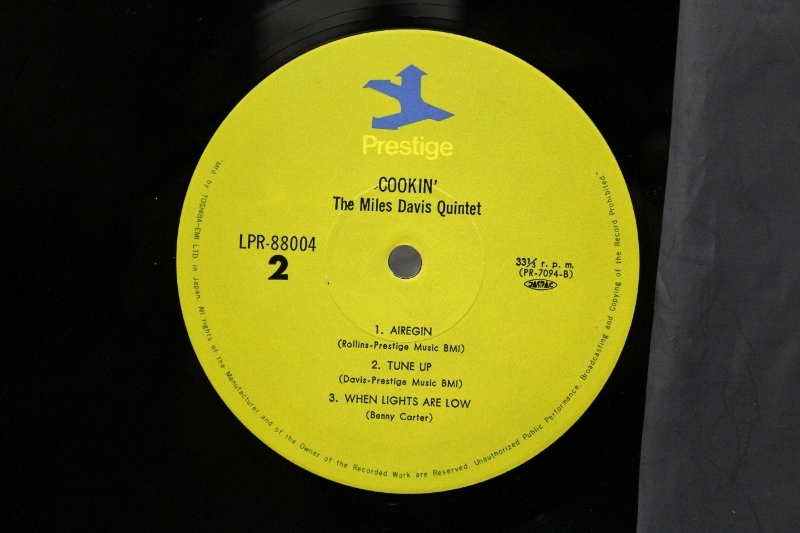 Prestige
COOKIN'
The Miles Davis Quintet
LPR-88004
2
33⅓ r. p. m.
(PR-7094-B)
JASRAC
1. AIREGIN
(Rollins-Prestige Music BMI)
2. TUNE UP
(Davis-Prestige Music BMI)
3. WHEN LIGHTS ARE LOW
(Benny Carter)
"Mf'd by TOSHIBA-EMI LTD. in Japan. All rights of the Manufacturer and of the Owner of the Recorded Work are Reserved. Unauthorized Public Performance, Broadcasting and Copying of the Record Prohibited"